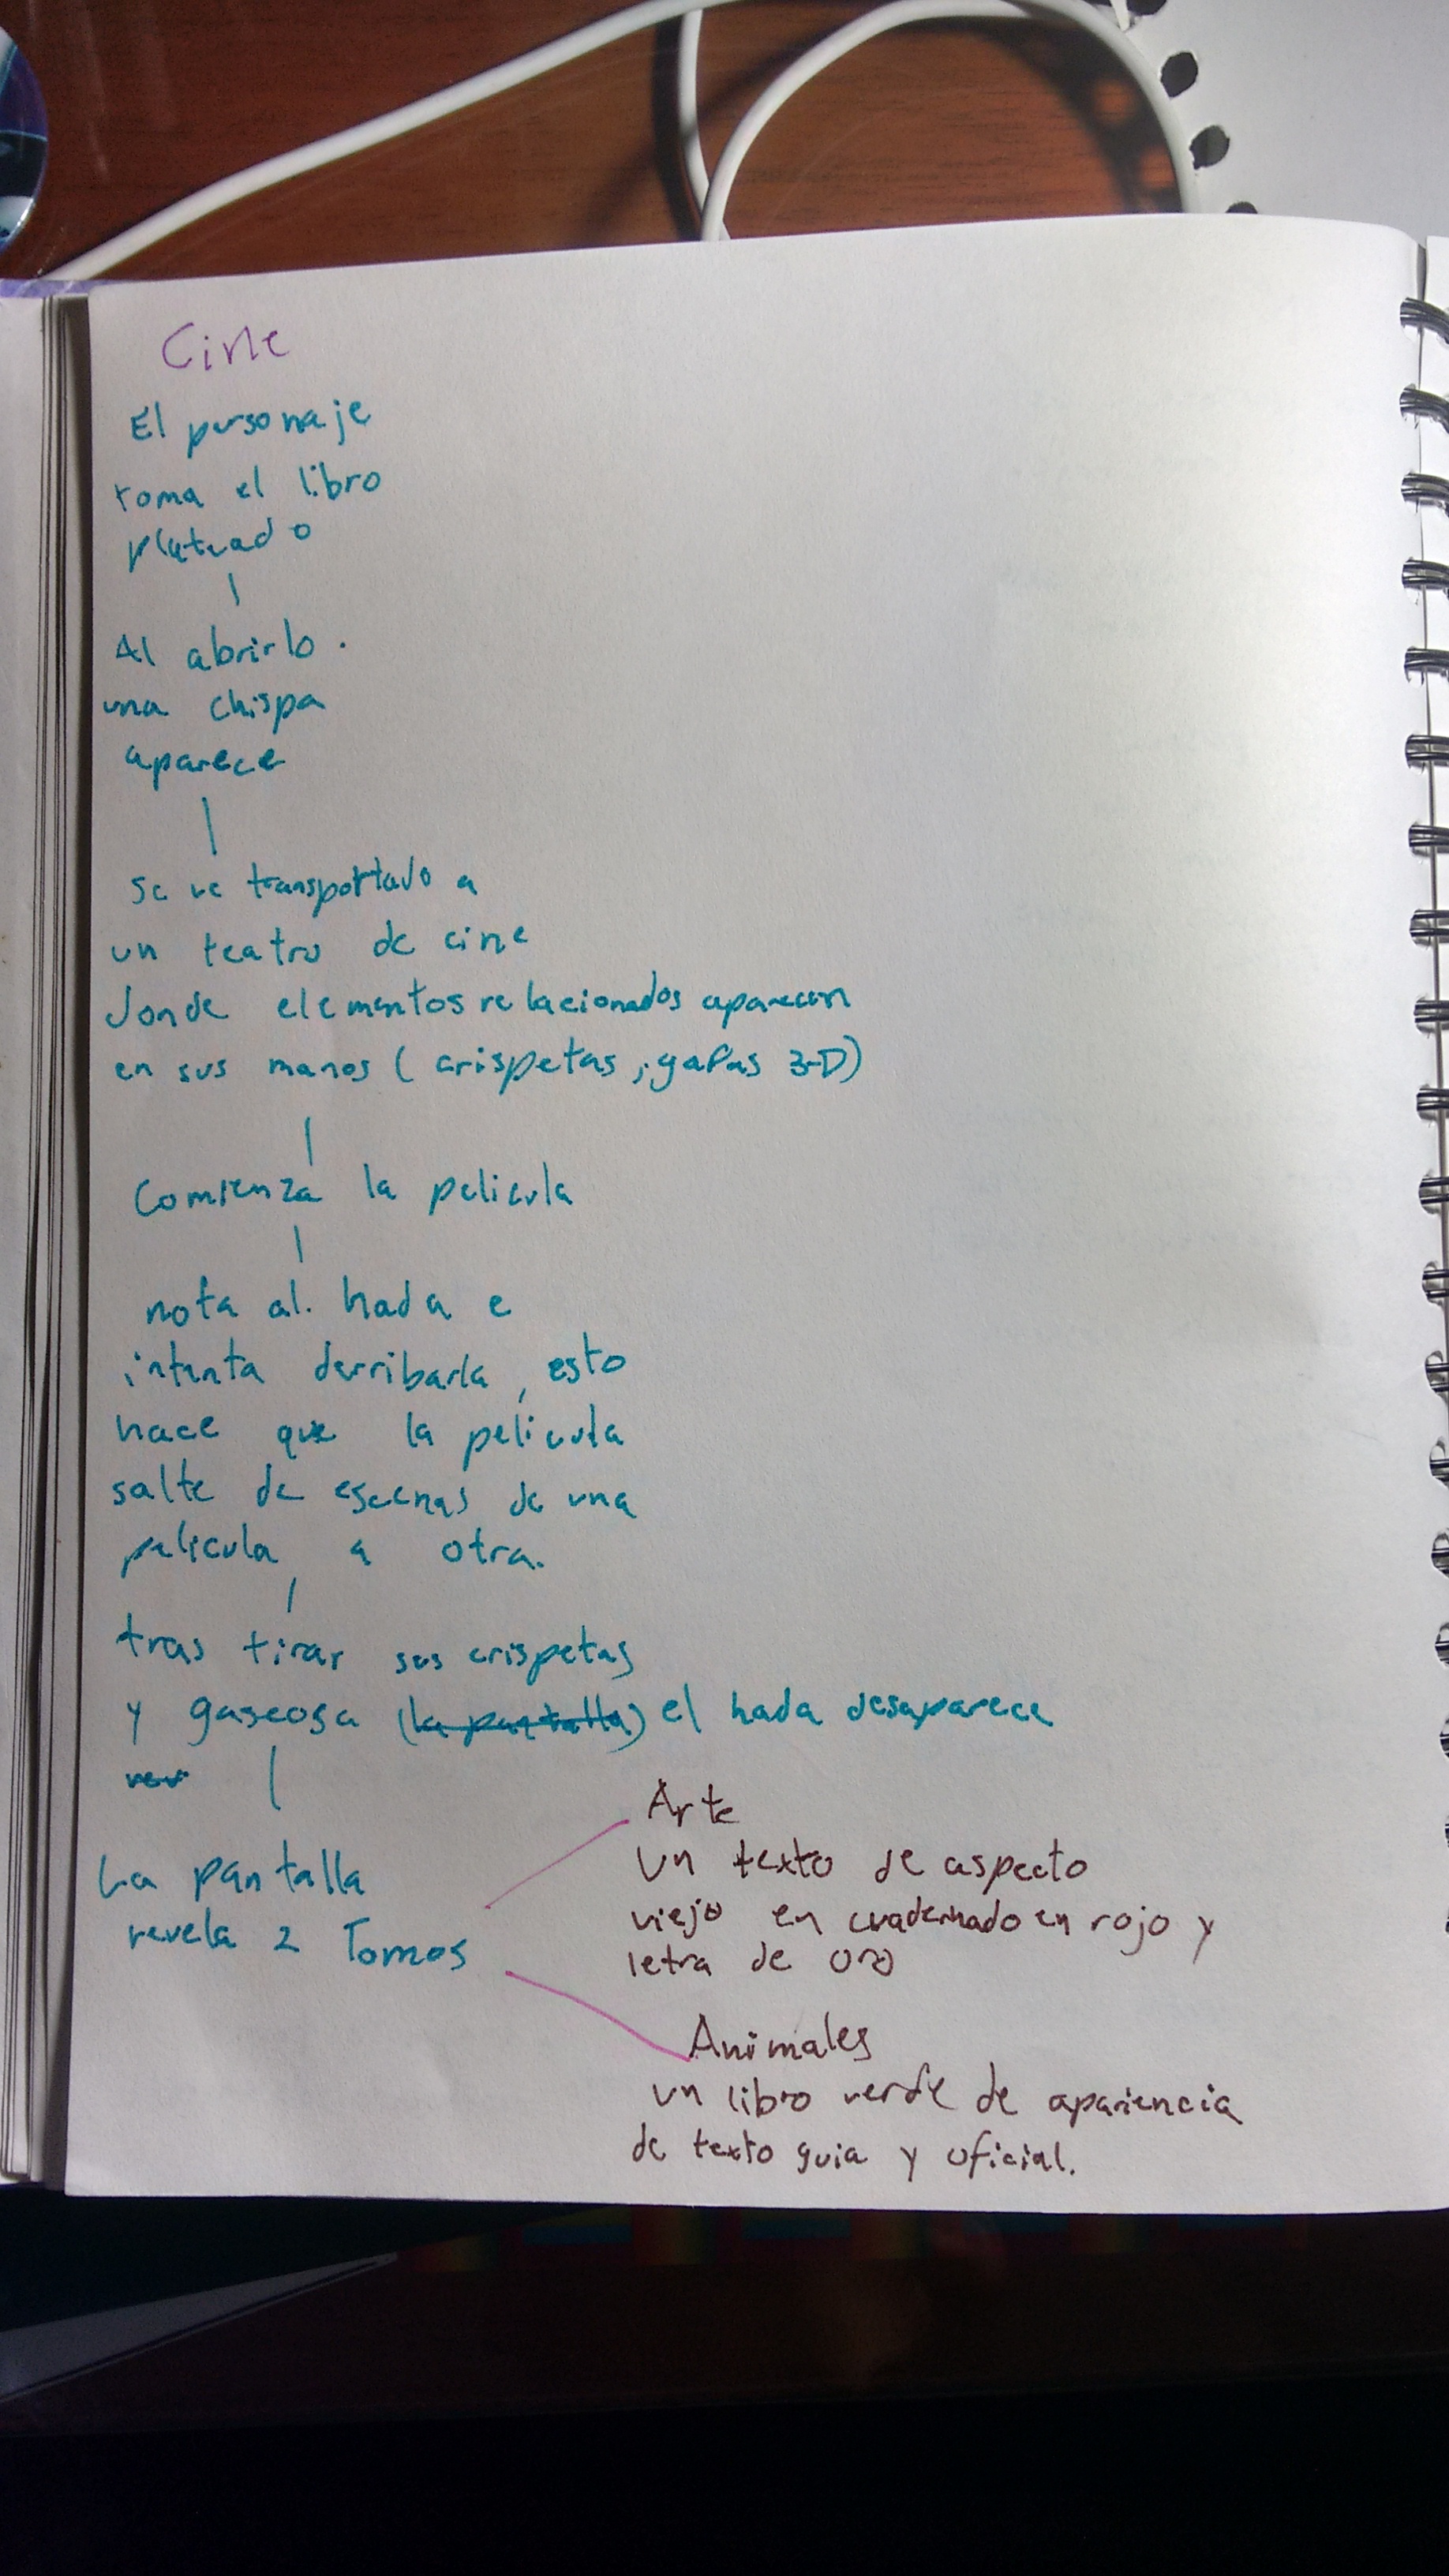 Cine
El personaje
toma el libro
plateado
Al abrirlo.
una chispa
aparece
se ve transportado a
un teatro de cine
donde elementos relacionados aparecen
en sus manos (crispetas, gafas 3-D)
Comienza la pelicula
nota al. hada e
intenta derribarla, esto
hace que la pelicula
salte de escenas de una
pelicula a otra.
tras tirar sus crispetas
y gaseosa (la pantalla) el hada desaparece
La pantalla
revela 2 Tomos
Arte
Un texto de aspecto
viejo en cuadernado en rojo y
letra de oro
Animales
un libro verde de apariencia
de texto guia y oficial.